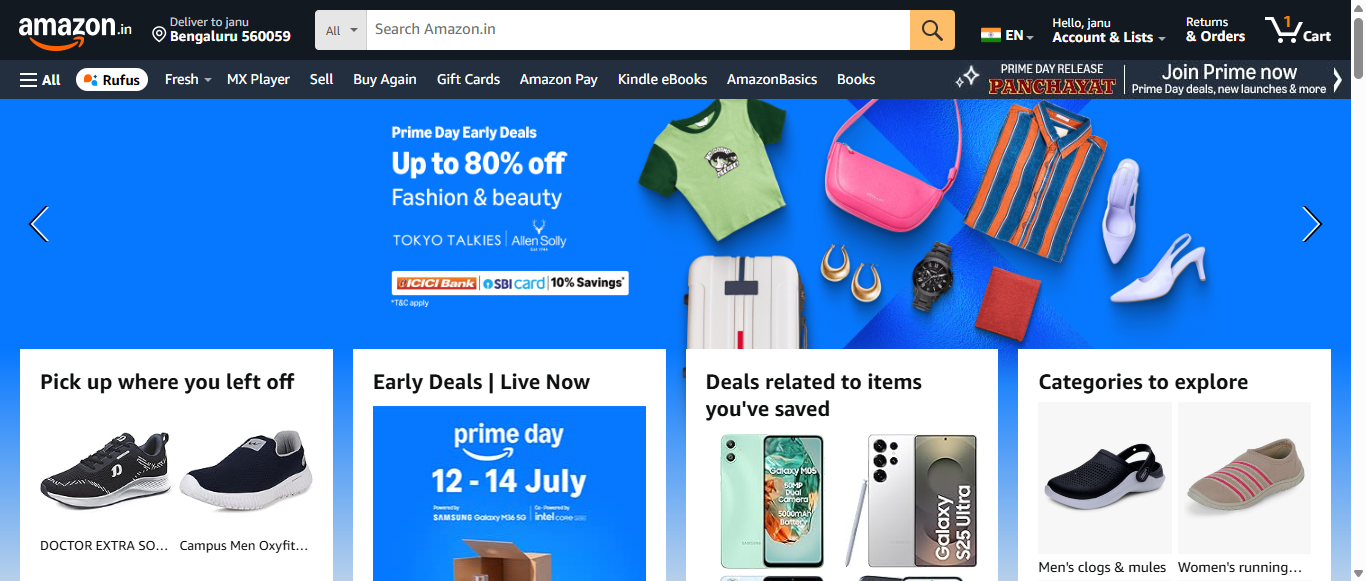 amazon.in
Deliver to janu
Bengaluru 560059
All
Search Amazon.in
EN
Hello, janu
Account & Lists
Returns
& Orders
1
Cart
All
Rufus
Fresh
MX Player
Sell
Buy Again
Gift Cards
Amazon Pay
Kindle eBooks
AmazonBasics
Books
PRIME DAY RELEASE
PANCHAYAT
Join Prime now
Prime Day deals, new launches & more
Prime Day Early Deals
Up to 80% off
Fashion & beauty
TOKYO TALKIES
Allen Solly
ICICI Bank
SBI card
10% Savings*
*T&C apply
Pick up where you left off
DOCTOR EXTRA SO...
Campus Men Oxyfit...
Early Deals | Live Now
prime day
12 - 14 July
Powered by
SAMSUNG Galaxy M36 5G
Co-Powered by
intel core
Deals related to items
you've saved
Galaxy M05
50MP
Dual
Camera
5000mAh
Battery
SAMSUNG
Galaxy
S25 Ultra
Categories to explore
Men's clogs & mules
Women's running...